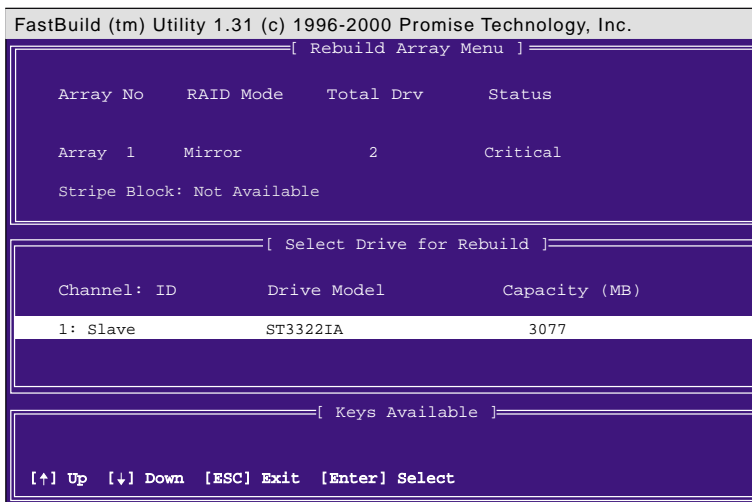 FastBuild (tm) Utility 1.31 (c) 1996-2000 Promise Technology, Inc.
[ Rebuild Array Menu ]
Array No RAID Mode Total Drv Status
Array 1 Mirror 2 Critical
Stripe Block: Not Available
[ Select Drive for Rebuild ]
Channel: ID Drive Model Capacity (MB)
1: Slave ST3322IA 3077
[ Keys Available ]
[↑] Up [↓] Down [ESC] Exit [Enter] Select